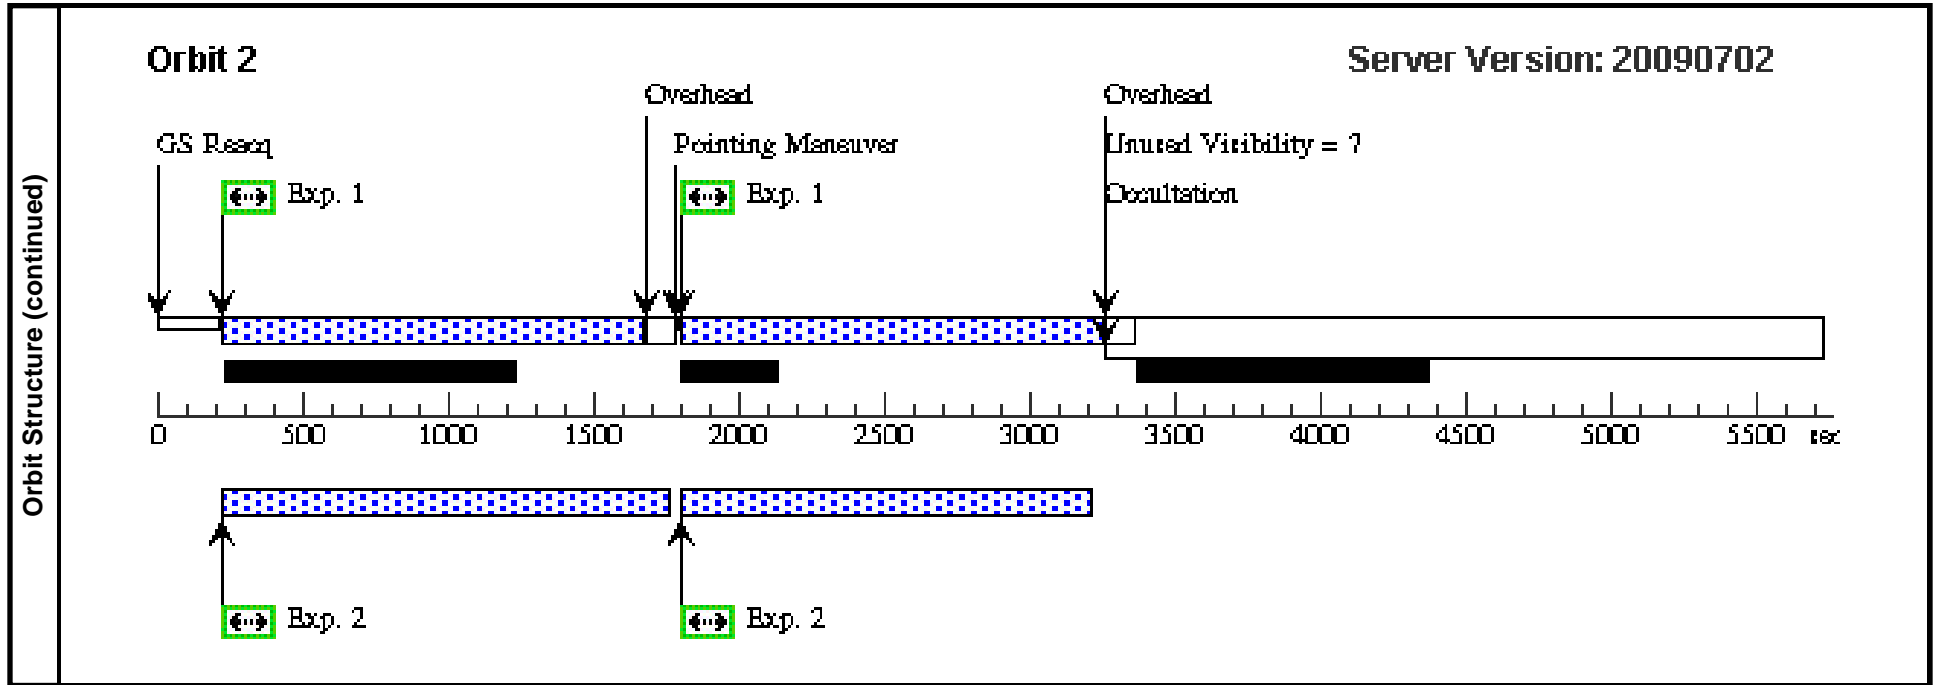 Orbit Structure (continued)
Orbit 2
Server Version: 20090702
Overhead
Overhead
GS Reacq
Pointing Maneuver
Unused Visibility = ?
Exp. 1
Exp. 1
Occultation
0 500 1000 1500 2000 2500 3000 3500 4000 4500 5000 5500 sec
Exp. 2
Exp. 2